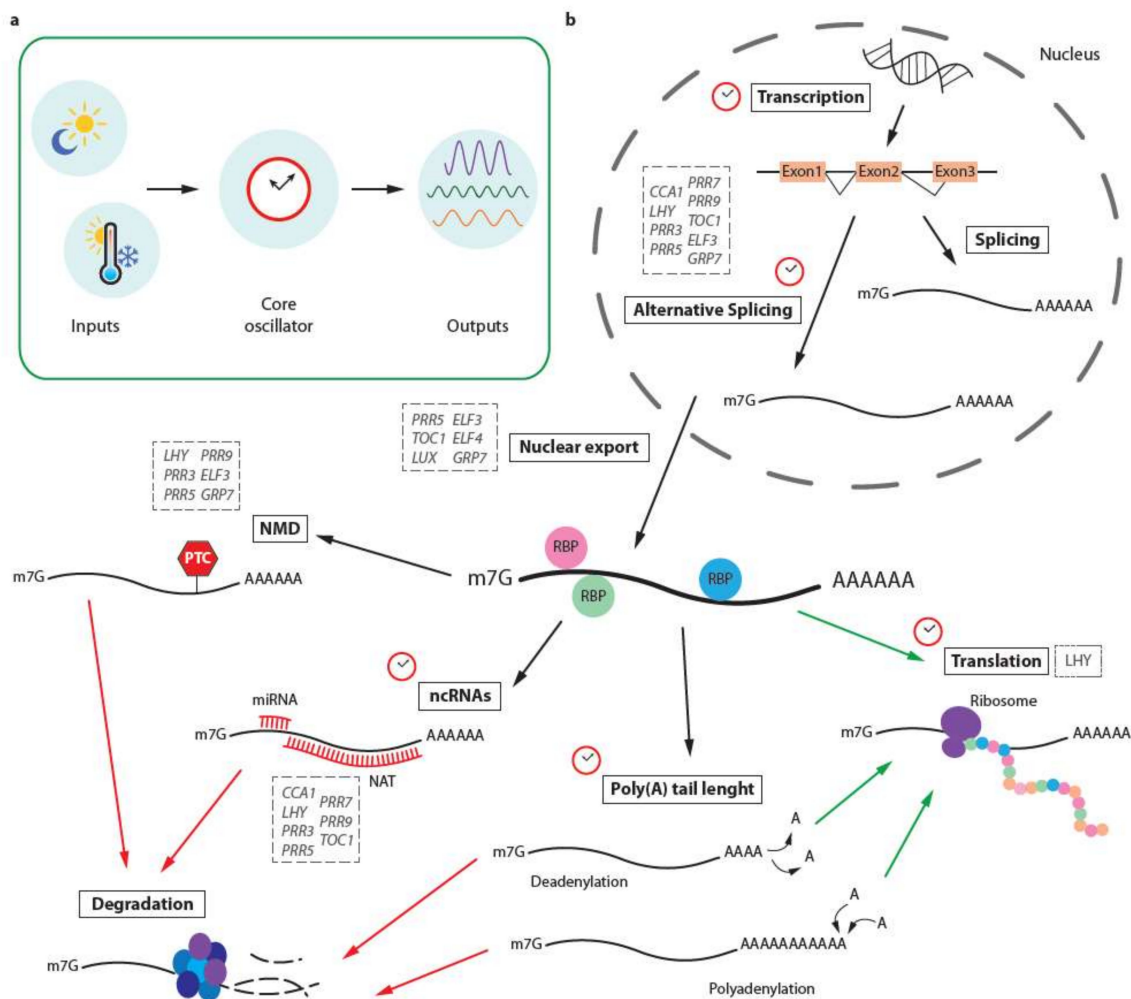 a
Inputs
Core
oscillator
Outputs
b
Nucleus
Transcription
Exon1 Exon2 Exon3
CCA1 PRR7
LHY PRR9
PRR3 TOC1
PRR5 ELF3
GRP7
Splicing
m7G AAAAAA
Alternative Splicing
m7G AAAAAA
PRR5 ELF3
TOC1 ELF4
LUX GRP7
Nuclear export
LHY PRR9
PRR3 ELF3
PRR5 GRP7
NMD
PTC
m7G AAAAAA
RBP
RBP
RBP
m7G AAAAAA
Translation
LHY
Ribosome
m7G AAAAAA
ncRNAs
miRNA
m7G AAAAAA
NAT
CCA1 PRR7
LHY PRR9
PRR3 TOC1
PRR5
Poly(A) tail lenght
A
m7G AAAA
A
Deadenylation
Degradation
m7G
A
A
m7G AAAAAAAAAAA
Polyadenylation